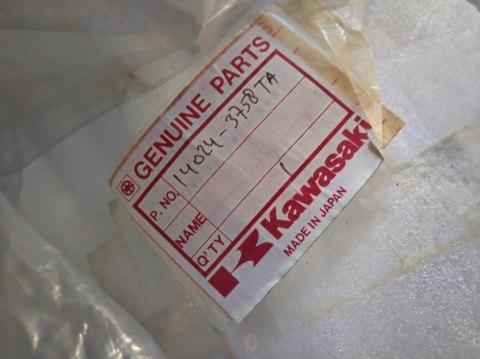 GENUINE PARTS
P. NO. 14024-3758TA
NAME
Q'TY 1
Kawasaki
MADE IN JAPAN